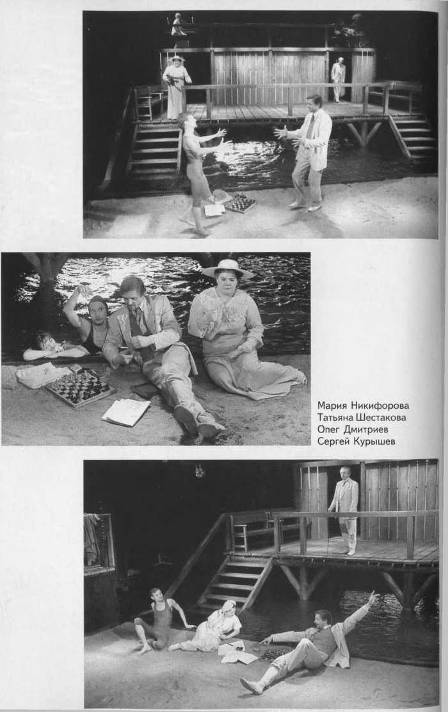 Мария Никифорова
Татьяна Шестакова
Олег Дмитриев
Сергей Курышев